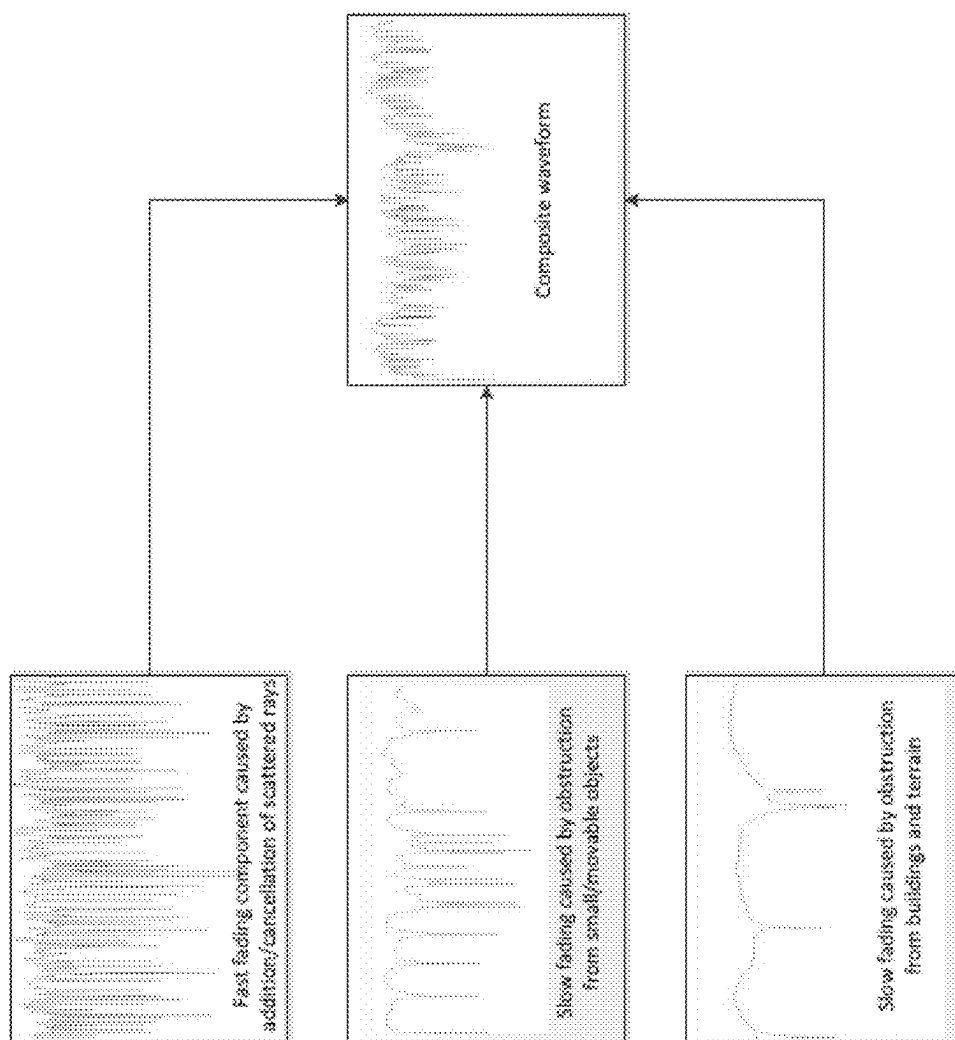 Fast fading component caused by
addition/cancellation of scattered rays
Slow fading caused by obstruction
from small/movable objects
Slow fading caused by obstruction
from buildings and terrain
Composite waveform